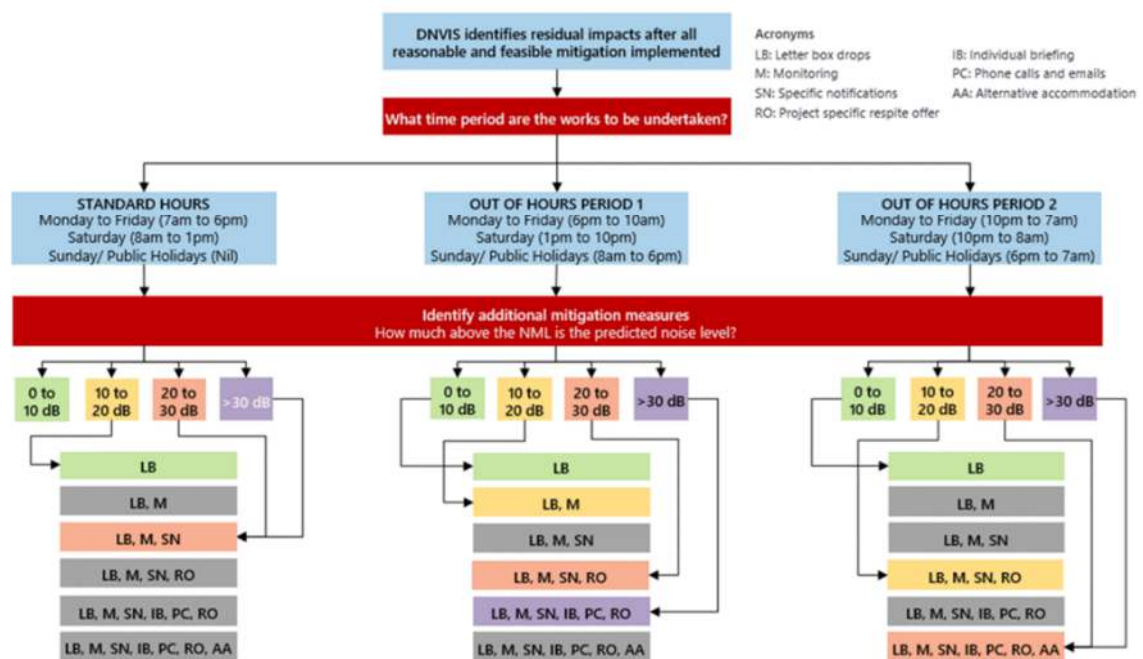 DNVIS identifies residual impacts after all
reasonable and feasible mitigation implemented
Acronyms
LB: Letter box drops
IB: Individual briefing
M: Monitoring
PC: Phone calls and emails
SN: Specific notifications
AA: Alternative accommodation
RO: Project specific respite offer
What time period are the works to be undertaken?
STANDARD HOURS
Monday to Friday (7am to 6pm)
Saturday (8am to 1pm)
Sunday/ Public Holidays (Nil)
OUT OF HOURS PERIOD 1
Monday to Friday (6pm to 10am)
Saturday (1pm to 10pm)
Sunday/ Public Holidays (8am to 6pm)
OUT OF HOURS PERIOD 2
Monday to Friday (10pm to 7am)
Saturday (10pm to 8am)
Sunday/ Public Holidays (6pm to 7am)
Identify additional mitigation measures
How much above the NML is the predicted noise level?
0 to
10 dB
10 to
20 dB
20 to
30 dB
>30 dB
LB
LB, M
LB, M, SN
LB, M, SN, RO
LB, M, SN, IB, PC, RO
LB, M, SN, IB, PC, RO, AA
0 to
10 dB
10 to
20 dB
20 to
30 dB
>30 dB
LB
LB, M
LB, M, SN
LB, M, SN, RO
LB, M, SN, IB, PC, RO
LB, M, SN, IB, PC, RO, AA
0 to
10 dB
10 to
20 dB
20 to
30 dB
>30 dB
LB
LB, M
LB, M, SN
LB, M, SN, RO
LB, M, SN, IB, PC, RO
LB, M, SN, IB, PC, RO, AA